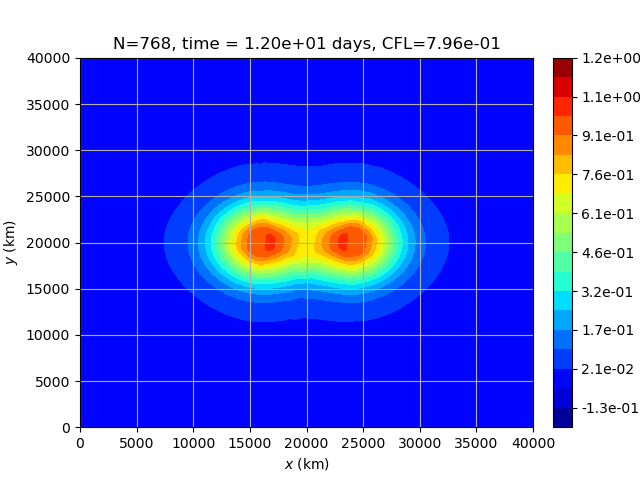 N=768, time = 1.20e+01 days, CFL=7.96e-01
40000
35000
30000
25000
20000
15000
10000
5000
0
y (km)
0 5000 10000 15000 20000 25000 30000 35000 40000
x (km)
1.2e+00
1.1e+00
9.1e-01
7.6e-01
6.1e-01
4.6e-01
3.2e-01
1.7e-01
2.1e-02
-1.3e-01